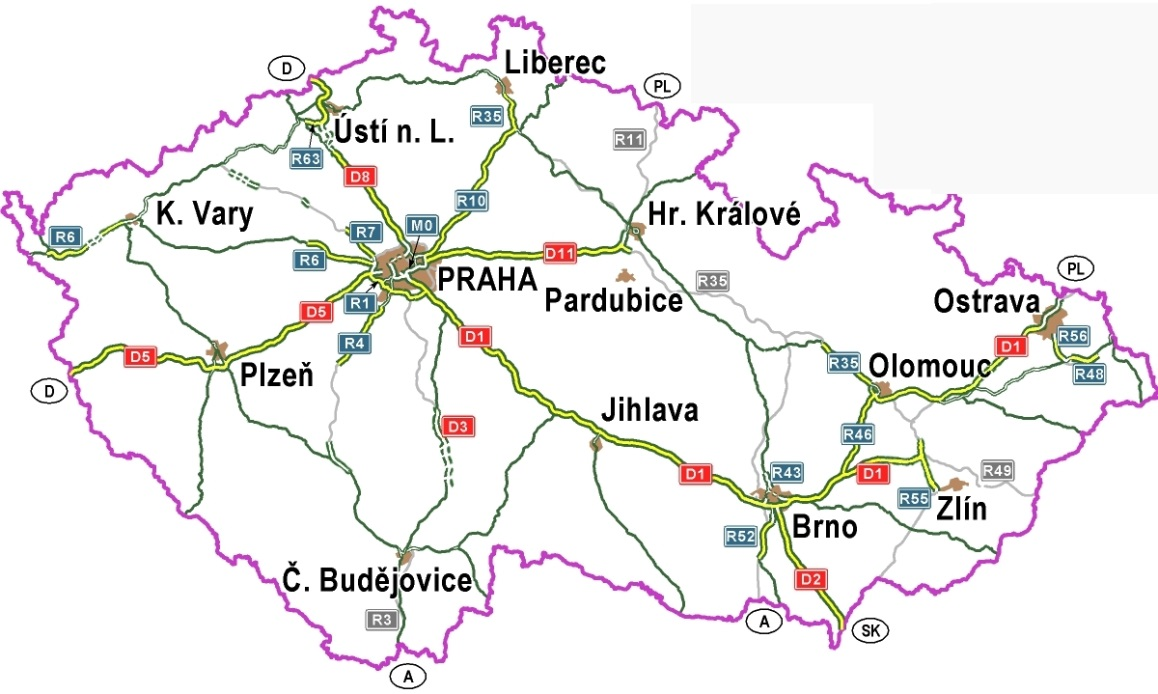 Liberec
D
PL
R35
R11
Ústí n. L.
R63
D8
R10
K. Vary
Hr. Králové
M0
R7
R6
R6
D11
PRAHA
PL
R35
Pardubice
Ostrava
R1
D5
R4
D1
R56
D1
D5
R35
Olomouc
R48
Plzeň
D
Jihlava
D3
R46
D1
R43
D1
R49
R55
Zlín
Brno
R52
Č. Budějovice
D2
R3
A
SK
A